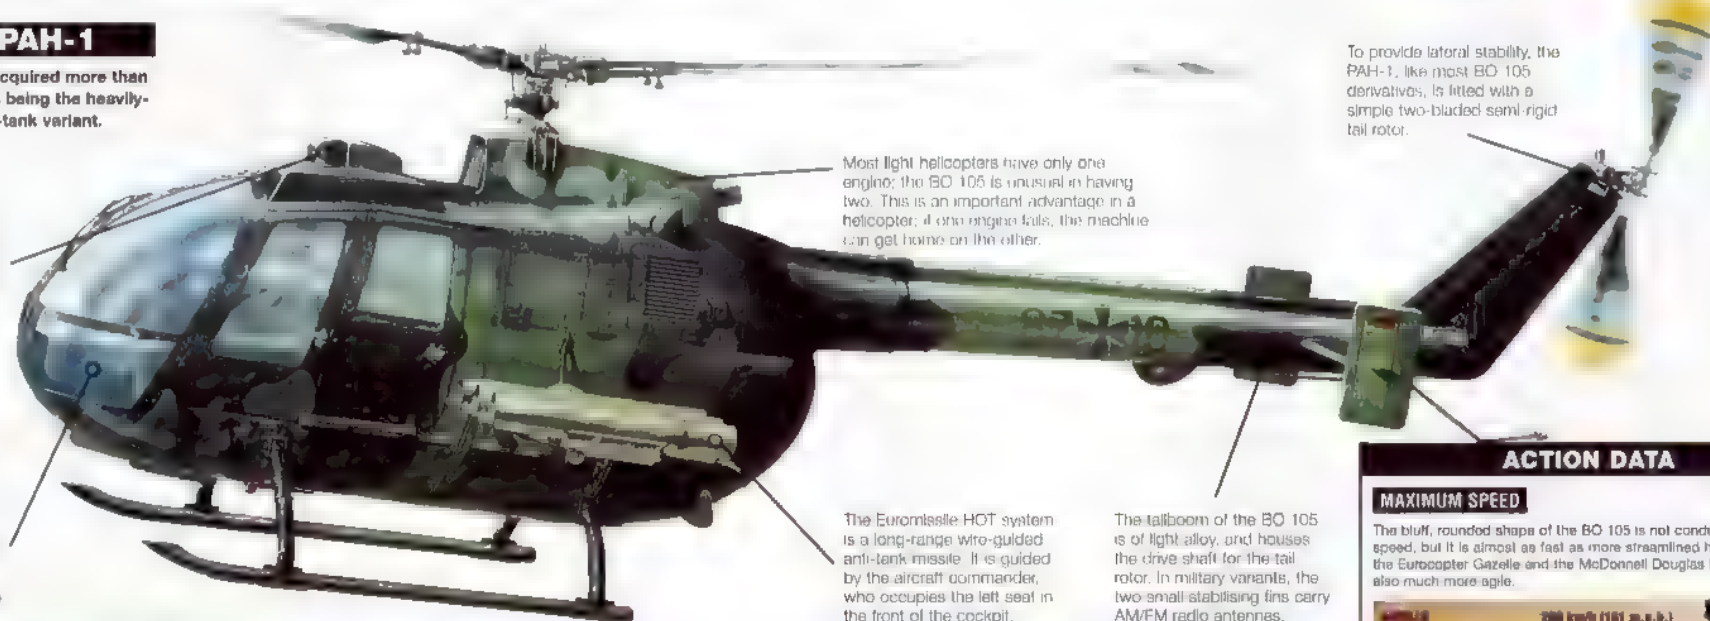 PAH-1
cquired more than
being the heavily-
-tank variant.
To provide lateral stability, the
PAH-1, like most BO 105
derivatives, is fitted with a
simple two-bladed semi-rigid
tail rotor.
Most light helicopters have only one
engine; the BO 105 is unusual in having
two. This is an important advantage in a
helicopter; if one engine fails, the machine
can get home on the other.
The Euromissile HOT system
is a long-range wire-guided
anti-tank missile. It is guided
by the aircraft commander,
who occupies the left seat in
the front of the cockpit.
The tailboom of the BO 105
is of light alloy, and houses
the drive shaft for the tail
rotor. In military variants, the
two small stabilising fins carry
AM/FM radio antennas.
ACTION DATA
MAXIMUM SPEED
The bluff, rounded shape of the BO 105 is not cond
speed, but it is almost as fast as more streamlined h
the Eurocopter Gazelle and the McDonnell Douglas
also much more agile.